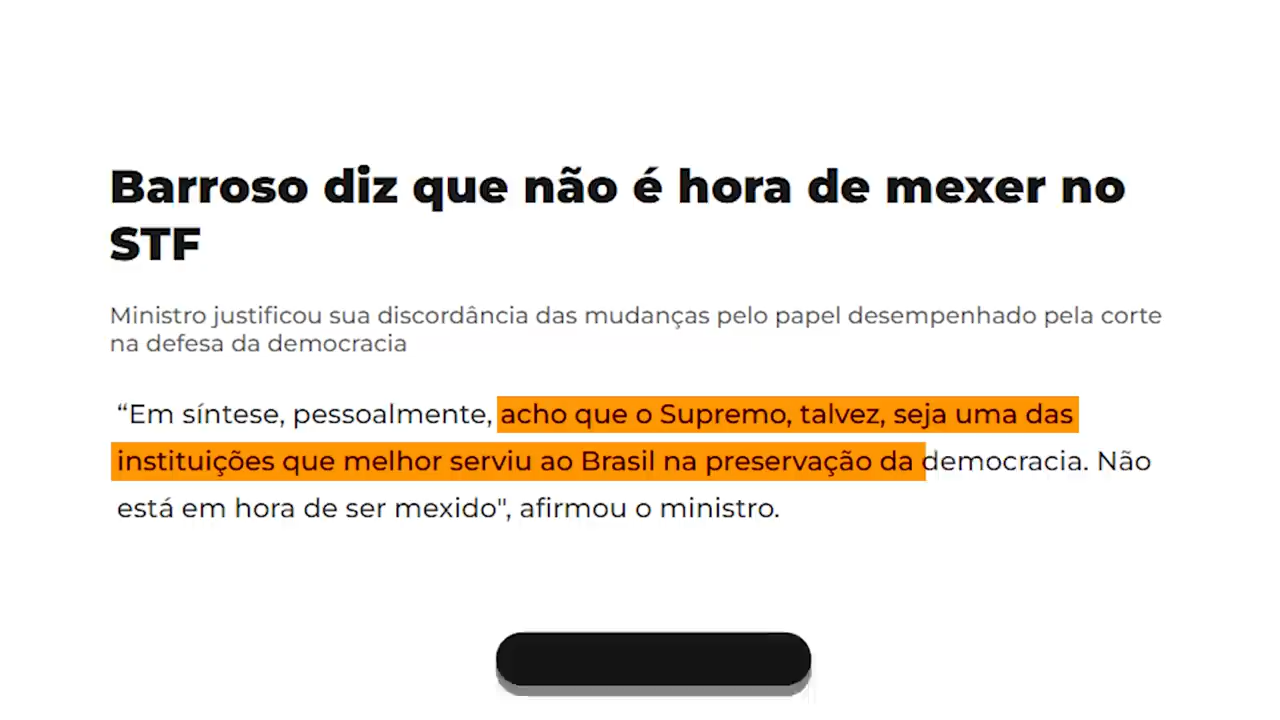 Barroso diz que não é hora de mexer no
STF
Ministro justificou sua discordância das mudanças pelo papel desempenhado pela corte
na defesa da democracia
“Em síntese, pessoalmente, acho que o Supremo, talvez, seja uma das
instituições que melhor serviu ao Brasil na preservação da democracia. Não
está em hora de ser mexido", afirmou o ministro.